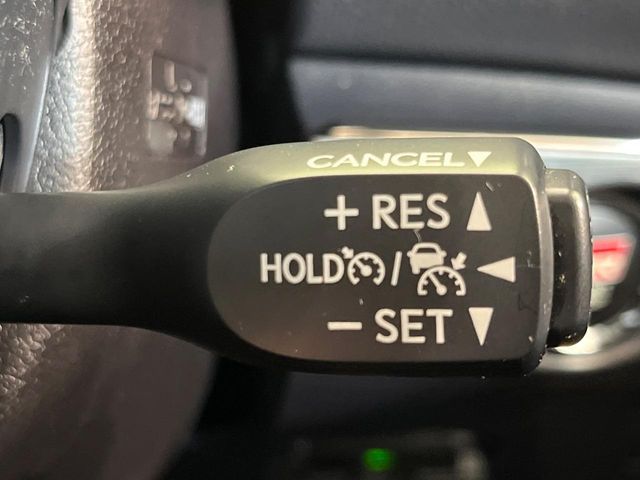 CANCEL
+ RES
HOLD /
- SET